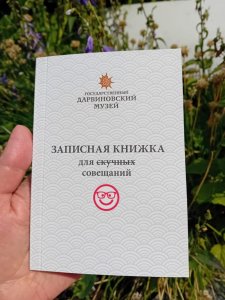 ГОСУДАРСТВЕННЫЙ
ДАРВИНОВСКИЙ
МУЗЕЙ
ЗАПИСНАЯ КНИЖКА
для скучных
совещаний